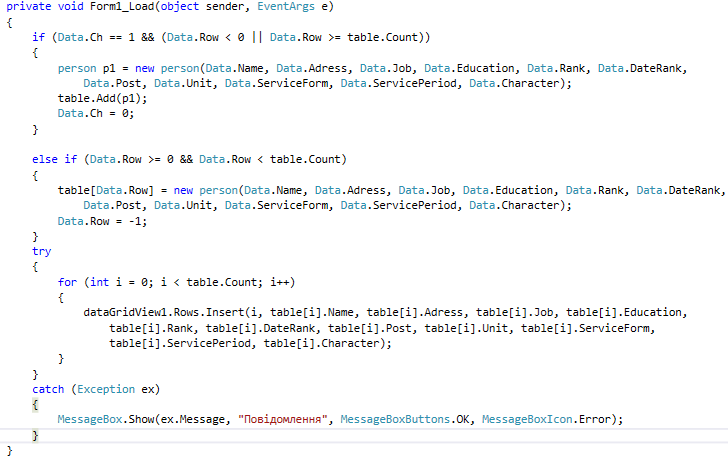 private void Form1_Load(object sender, EventArgs e)
{
if (Data.Ch == 1 && (Data.Row < 0 || Data.Row >= table.Count))
{
person p1 = new person(Data.Name, Data.Adress, Data.Job, Data.Education, Data.Rank, Data.DateRank,
Data.Post, Data.Unit, Data.ServiceForm, Data.ServicePeriod, Data.Character);
table.Add(p1);
Data.Ch = 0;
}
else if (Data.Row >= 0 && Data.Row < table.Count)
{
table[Data.Row] = new person(Data.Name, Data.Adress, Data.Job, Data.Education, Data.Rank, Data.DateRank,
Data.Post, Data.Unit, Data.ServiceForm, Data.ServicePeriod, Data.Character);
Data.Row = -1;
}
try
{
for (int i = 0; i < table.Count; i++)
{
dataGridView1.Rows.Insert(i, table[i].Name, table[i].Adress, table[i].Job, table[i].Education,
table[i].Rank, table[i].DateRank, table[i].Post, table[i].Unit, table[i].ServiceForm,
table[i].ServicePeriod, table[i].Character);
}
}
catch (Exception ex)
{
MessageBox.Show(ex.Message, "Повідомлення", MessageBoxButtons.OK, MessageBoxIcon.Error);
}
}